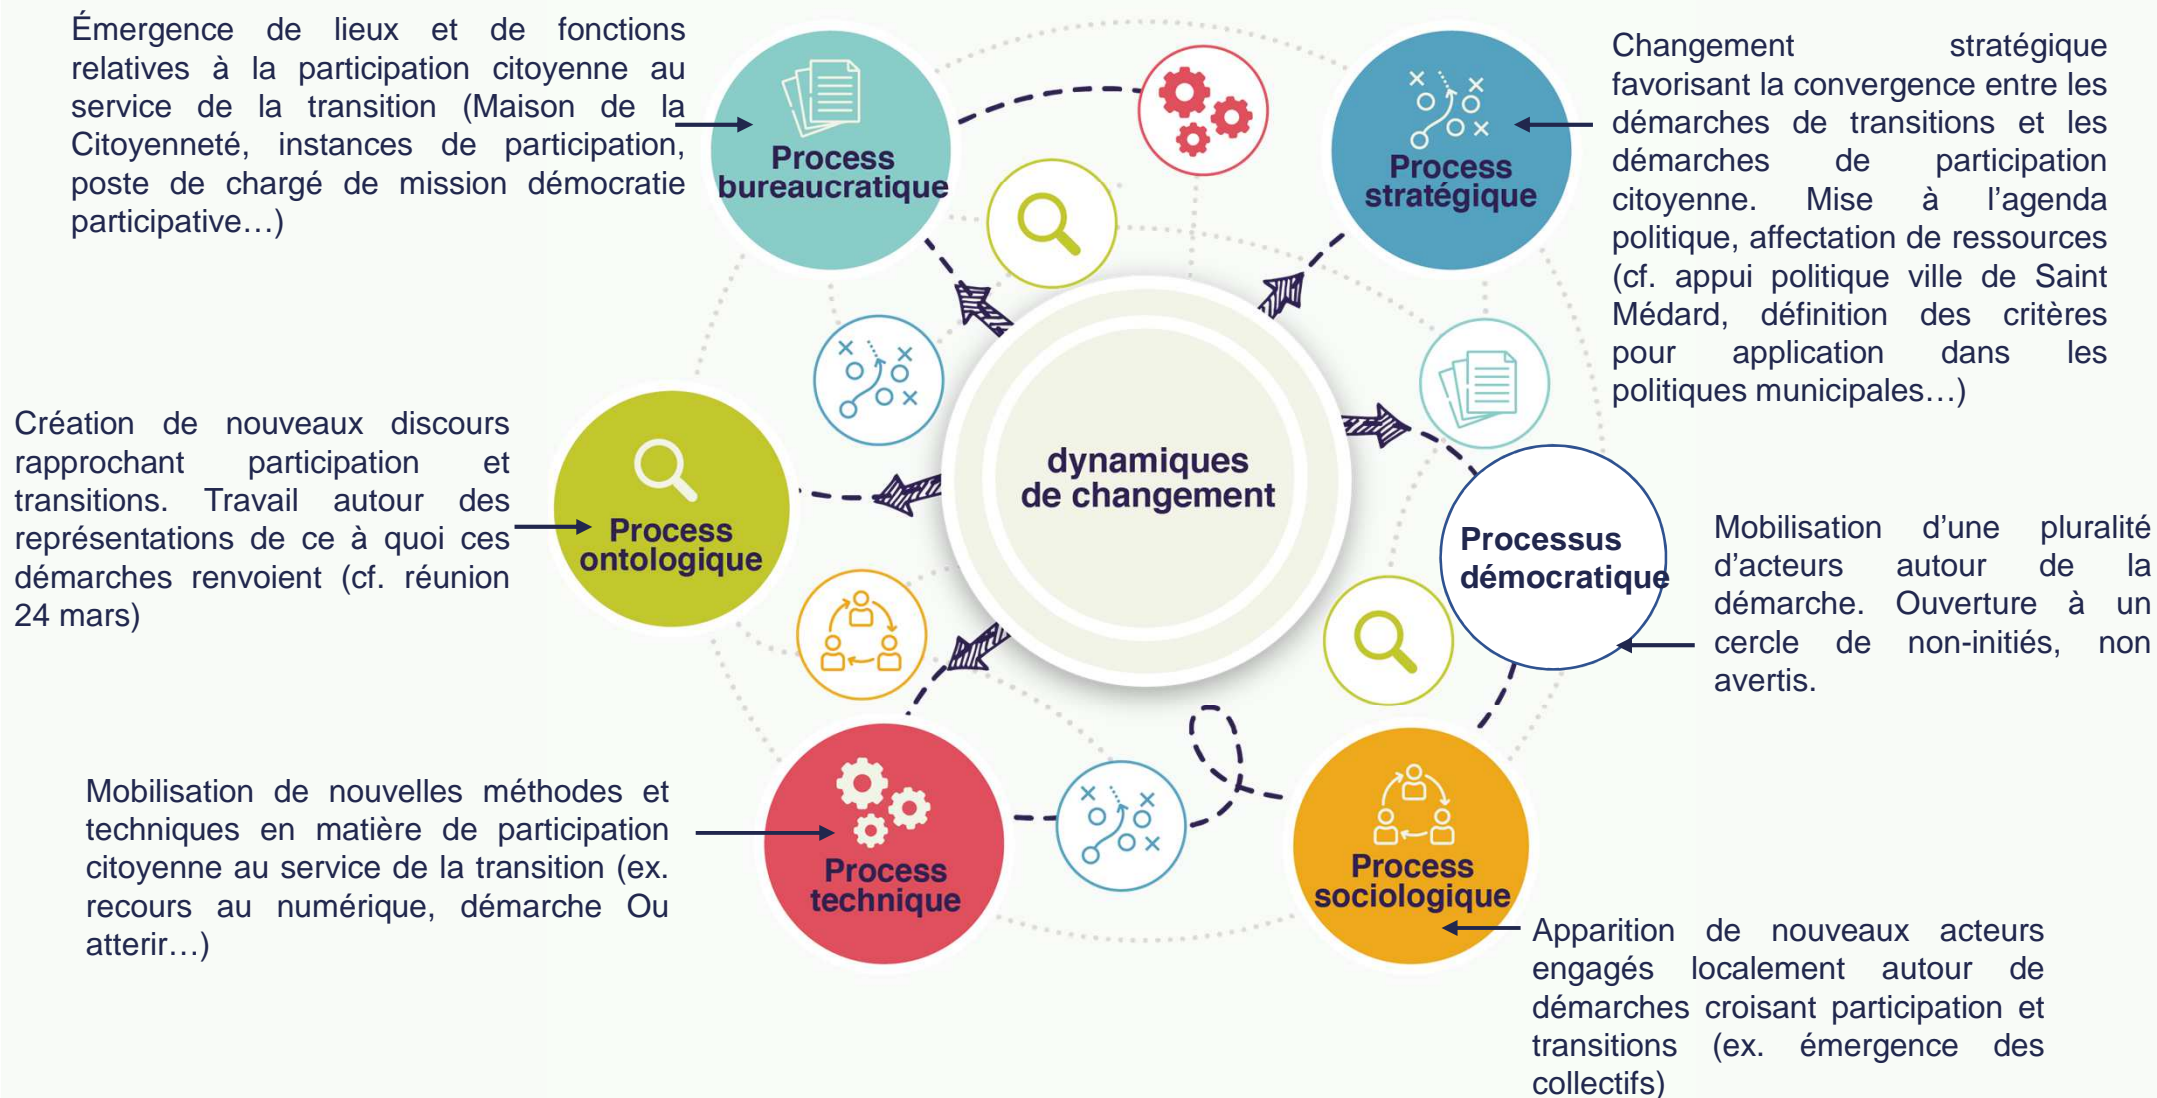 Émergence de lieux et de fonctions
relatives à la participation citoyenne au
service de la transition (Maison de la
Citoyenneté, instances de participation,
poste de chargé de mission démocratie
participative…)
Process
bureaucratique
Process
stratégique
Changement stratégique
favorisant la convergence entre les
démarches de transitions et les
démarches de participation
citoyenne. Mise à l’agenda
politique, affectation de ressources
(cf. appui politique ville de Saint
Médard, définition des critères
pour application dans les
politiques municipales…)
Création de nouveaux discours
rapprochant participation et
transitions. Travail autour des
représentations de ce à quoi ces
démarches renvoient (cf. réunion
24 mars)
Process
ontologique
dynamiques
de changement
Processus
démocratique
Mobilisation d’une pluralité
d’acteurs autour de la
démarche. Ouverture à un
cercle de non-initiés, non
avertis.
Mobilisation de nouvelles méthodes et
techniques en matière de participation
citoyenne au service de la transition (ex.
recours au numérique, démarche Ou
atterir…)
Process
technique
Process
sociologique
Apparition de nouveaux acteurs
engagés localement autour de
démarches croisant participation et
transitions (ex. émergence des
collectifs)